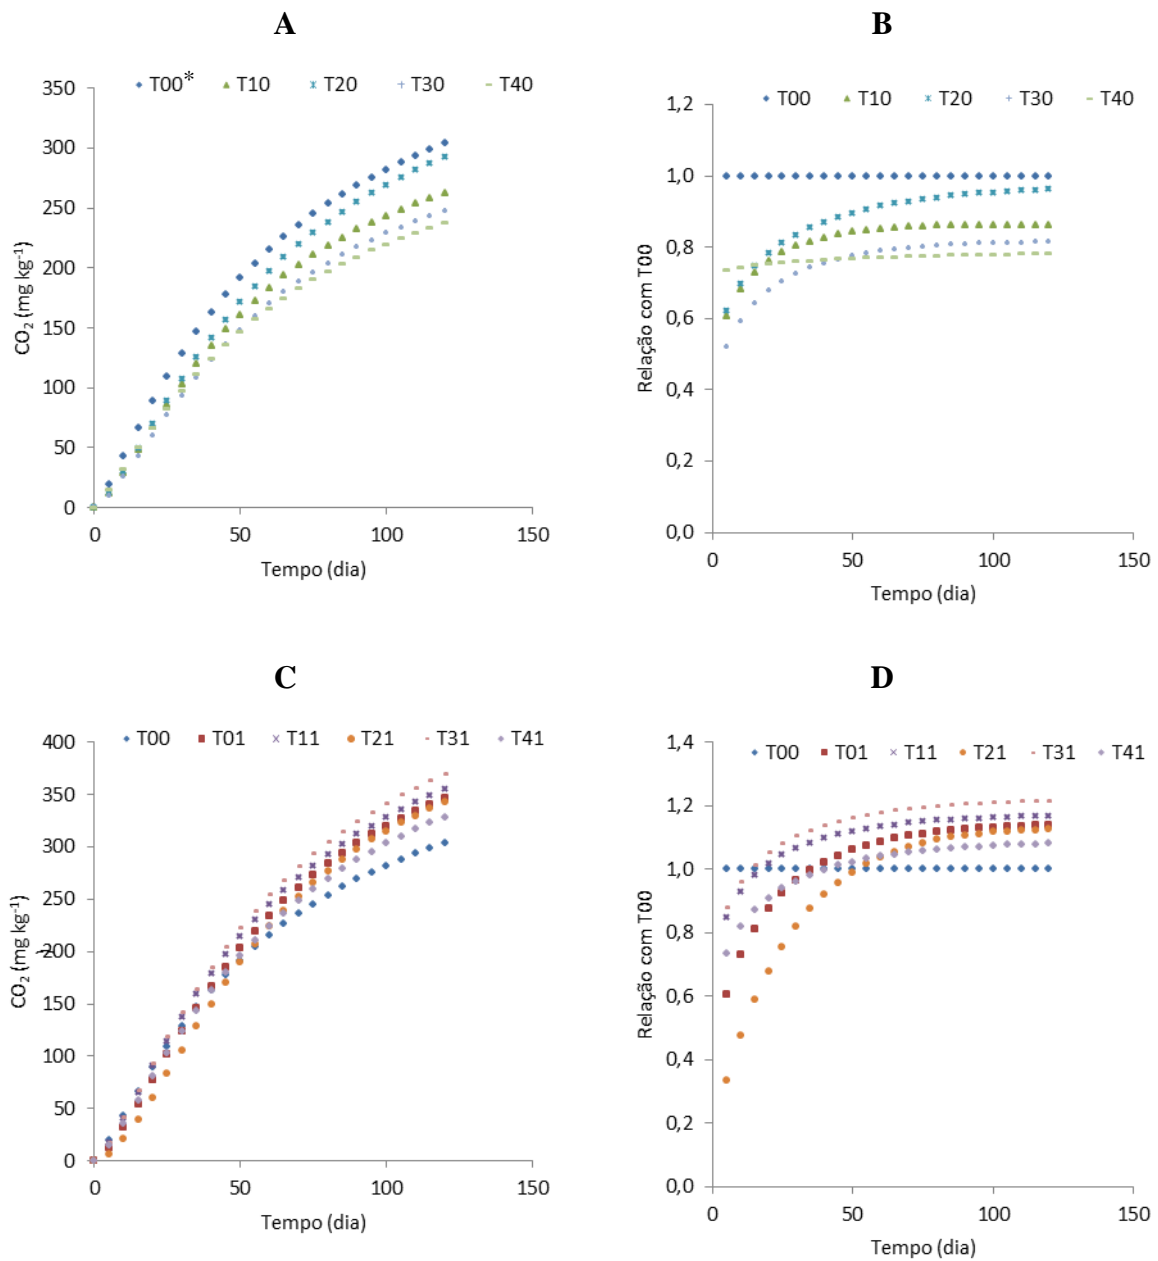 A
T00* T10 T20 T30 T40
350
300
250
200
150
100
50
0
CO₂ (mg kg⁻¹)
0 50 100 150
Tempo (dia)
B
T00 T10 T20 T30 T40
1,2
1,0
0,8
0,6
0,4
0,2
0,0
Relação com T00
0 50 100 150
Tempo (dia)
C
T00 T01 T11 T21 T31 T41
400
350
300
250
200
150
100
50
0
CO₂ (mg kg⁻¹)
0 50 100 150
Tempo (dia)
D
T00 T01 T11 T21 T31 T41
1,4
1,2
1,0
0,8
0,6
0,4
0,2
0,0
Relação com T00
0 50 100 150
Tempo (dia)